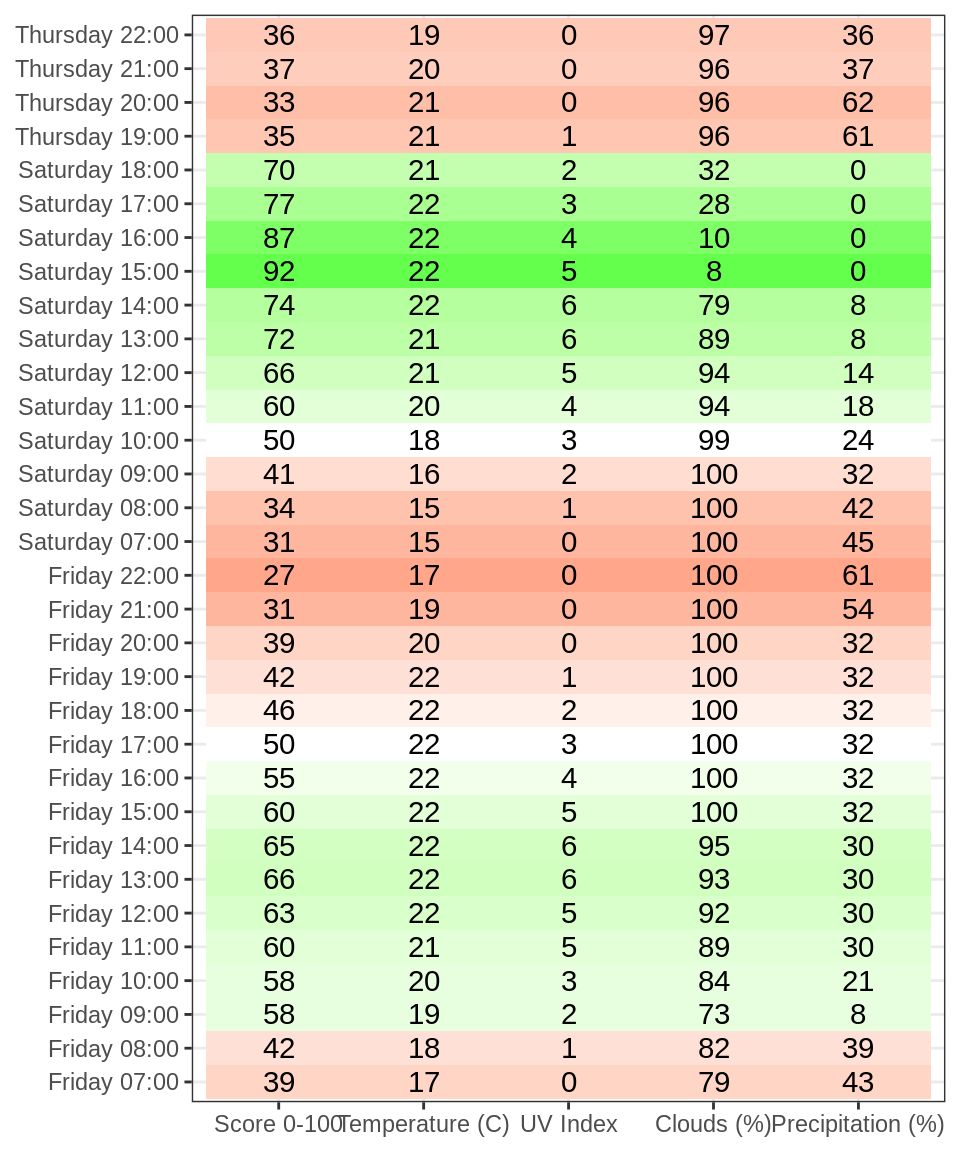 Thursday 22:00 36 19 0 97 36
Thursday 21:00 37 20 0 96 37
Thursday 20:00 33 21 0 96 62
Thursday 19:00 35 21 1 96 61
Saturday 18:00 70 21 2 32 0
Saturday 17:00 77 22 3 28 0
Saturday 16:00 87 22 4 10 0
Saturday 15:00 92 22 5 8 0
Saturday 14:00 74 22 6 79 8
Saturday 13:00 72 21 6 89 8
Saturday 12:00 66 21 5 94 14
Saturday 11:00 60 20 4 94 18
Saturday 10:00 50 18 3 99 24
Saturday 09:00 41 16 2 100 32
Saturday 08:00 34 15 1 100 42
Saturday 07:00 31 15 0 100 45
Friday 22:00 27 17 0 100 61
Friday 21:00 31 19 0 100 54
Friday 20:00 39 20 0 100 32
Friday 19:00 42 22 1 100 32
Friday 18:00 46 22 2 100 32
Friday 17:00 50 22 3 100 32
Friday 16:00 55 22 4 100 32
Friday 15:00 60 22 5 100 32
Friday 14:00 65 22 6 95 30
Friday 13:00 66 22 6 93 30
Friday 12:00 63 22 5 92 30
Friday 11:00 60 21 5 89 30
Friday 10:00 58 20 3 84 21
Friday 09:00 58 19 2 73 8
Friday 08:00 42 18 1 82 39
Friday 07:00 39 17 0 79 43
Score 0-100 Temperature (C) UV Index Clouds (%) Precipitation (%)